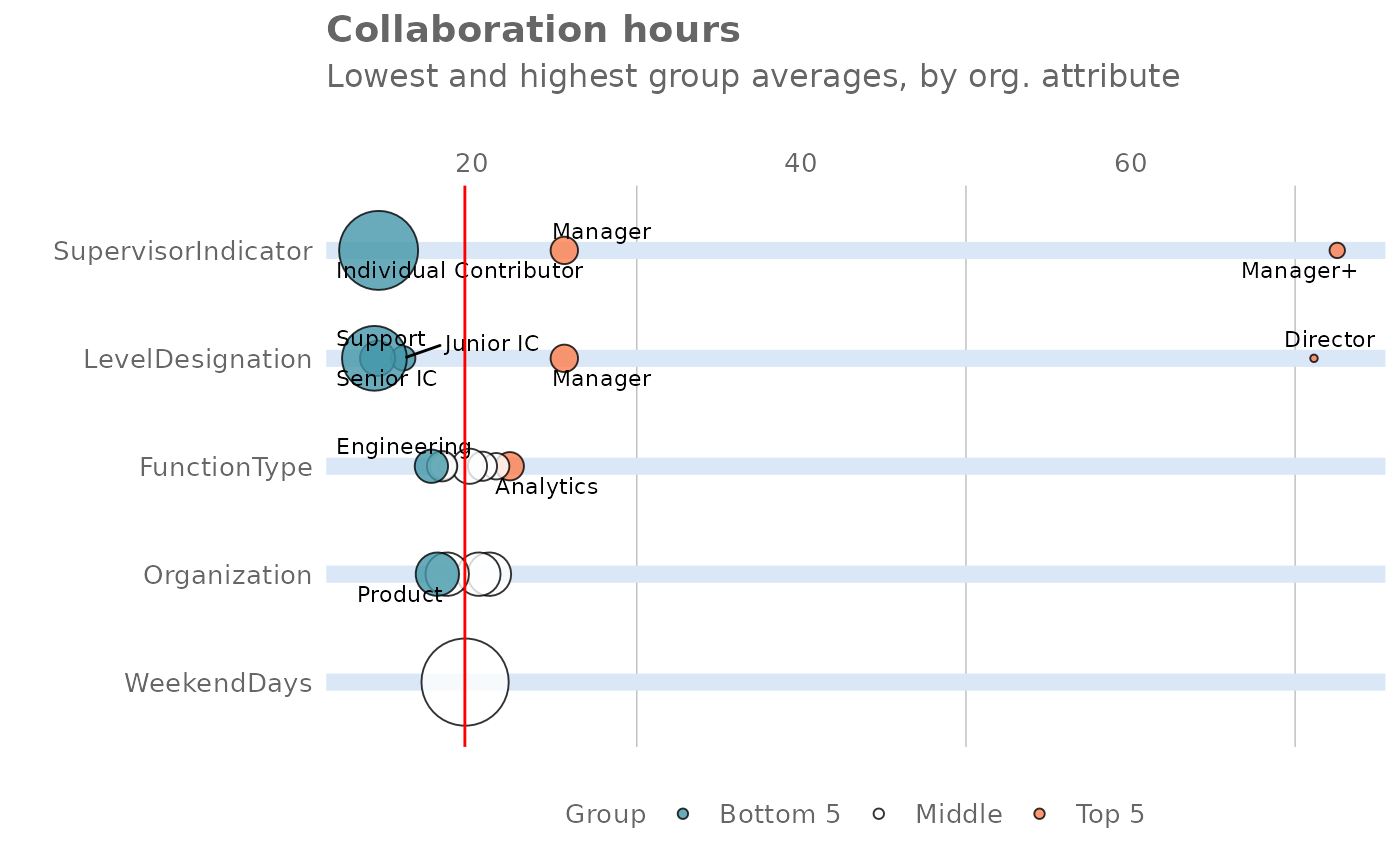 Collaboration hours
Lowest and highest group averages, by org. attribute
20 40 60
SupervisorIndicator
Manager
Individual Contributor
Manager+
LevelDesignation
Support
Junior IC
Senior IC
Manager
Director
FunctionType
Engineering
Analytics
Organization
Product
WeekendDays
Group Bottom 5 Middle Top 5